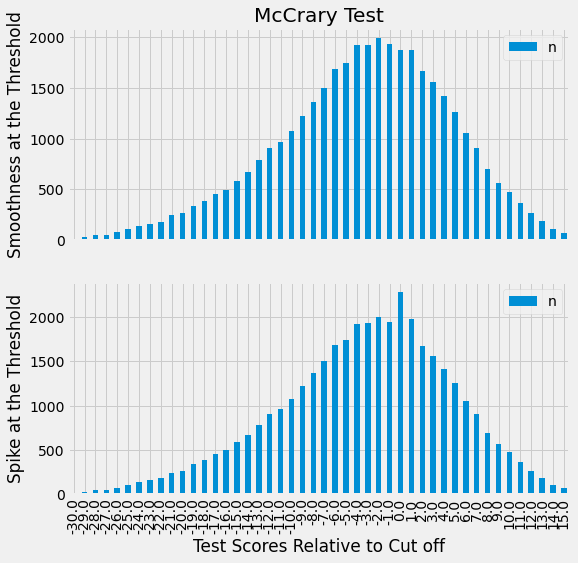 McCrary Test
Smoothness at the Threshold
2000
1500
1000
500
0
n
Spike at the Threshold
2000
1500
1000
500
0
n
-30.0 -29.0 -28.0 -27.0 -26.0 -25.0 -24.0 -23.0 -22.0 -21.0 -20.0 -19.0 -18.0 -17.0 -16.0 -15.0 -14.0 -13.0 -12.0 -11.0 -10.0 -9.0 -8.0 -7.0 -6.0 -5.0 -4.0 -3.0 -2.0 -1.0 0.0 1.0 2.0 3.0 4.0 5.0 6.0 7.0 8.0 9.0 10.0 11.0 12.0 13.0 14.0 15.0
Test Scores Relative to Cut off